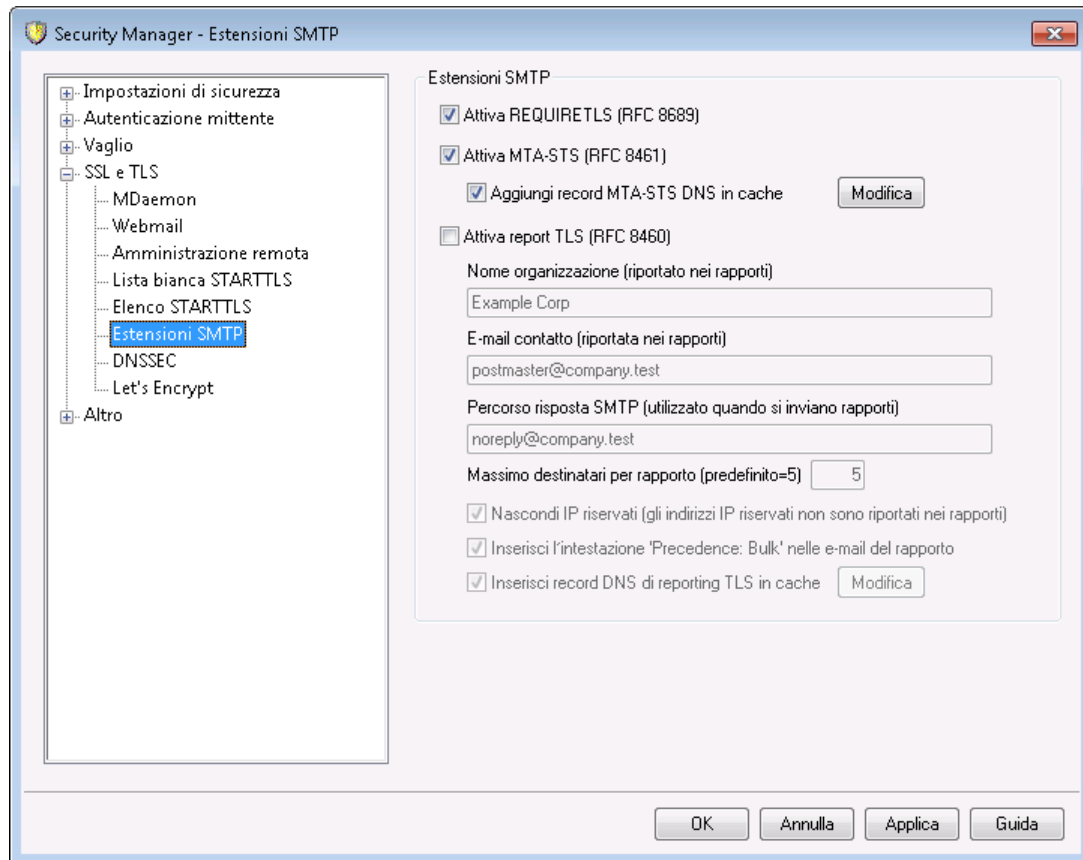 Security Manager - Estensioni SMTP
Impostazioni di sicurezza
Autenticazione mittente
Vaglio
SSL e TLS
MDaemon
Webmail
Amministrazione remota
Lista bianca STARTTLS
Elenco STARTTLS
Estensioni SMTP
DNSSEC
Let's Encrypt
Altro
Estensioni SMTP
Attiva REQUIRETLS (RFC 8689)
Attiva MTA-STS (RFC 8461)
Aggiungi record MTA-STS DNS in cache Modifica
Attiva report TLS (RFC 8460)
Nome organizzazione (riportato nei rapporti)
Example Corp
E-mail contatto (riportata nei rapporti)
postmaster@company.test
Percorso risposta SMTP (utilizzato quando si inviano rapporti)
noreply@company.test
Massimo destinatari per rapporto (predefinito=5) 5
Nascondi IP riservati (gli indirizzi IP riservati non sono riportati nei rapporti)
Inserisci l'intestazione 'Precedence: Bulk' nelle e-mail del rapporto
Inserisci record DNS di reporting TLS in cache Modifica
OK Annulla Applica Guida